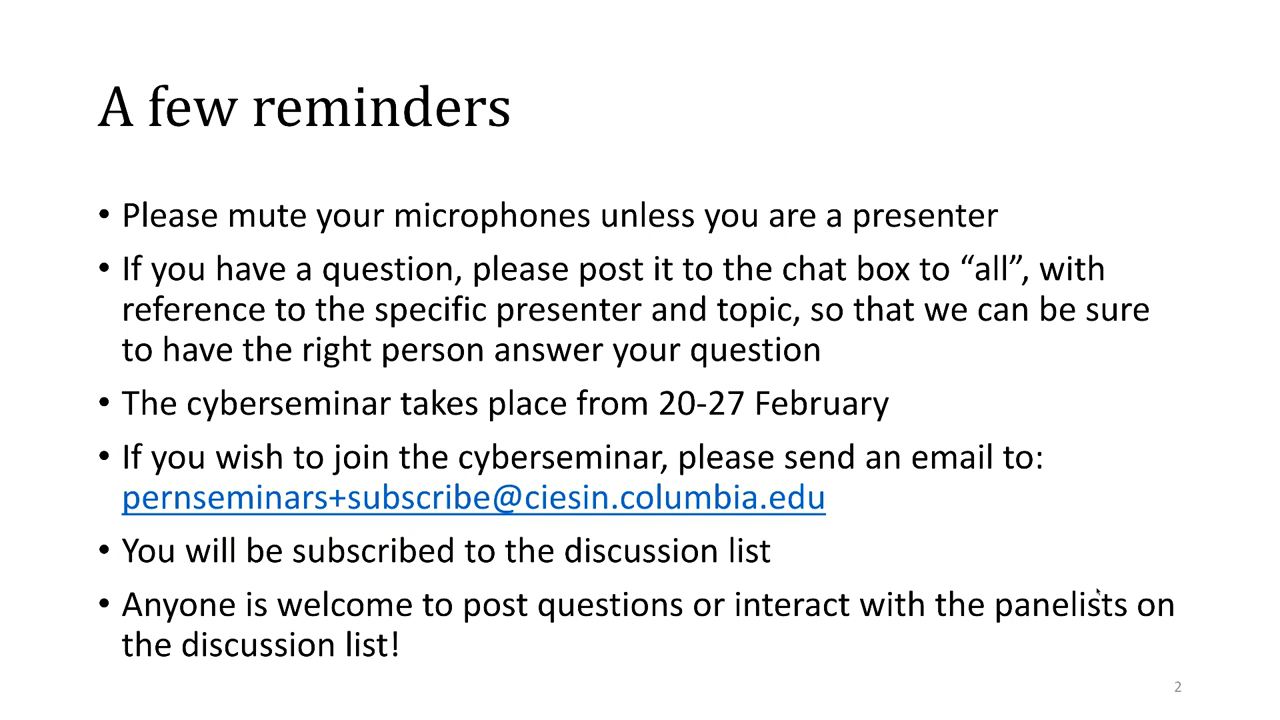 A few reminders
• Please mute your microphones unless you are a presenter
• If you have a question, please post it to the chat box to “all”, with
reference to the specific presenter and topic, so that we can be sure
to have the right person answer your question
• The cyberseminar takes place from 20-27 February
• If you wish to join the cyberseminar, please send an email to:
pernseminars+subscribe@ciesin.columbia.edu
• You will be subscribed to the discussion list
• Anyone is welcome to post questions or interact with the panelists on
the discussion list!
2